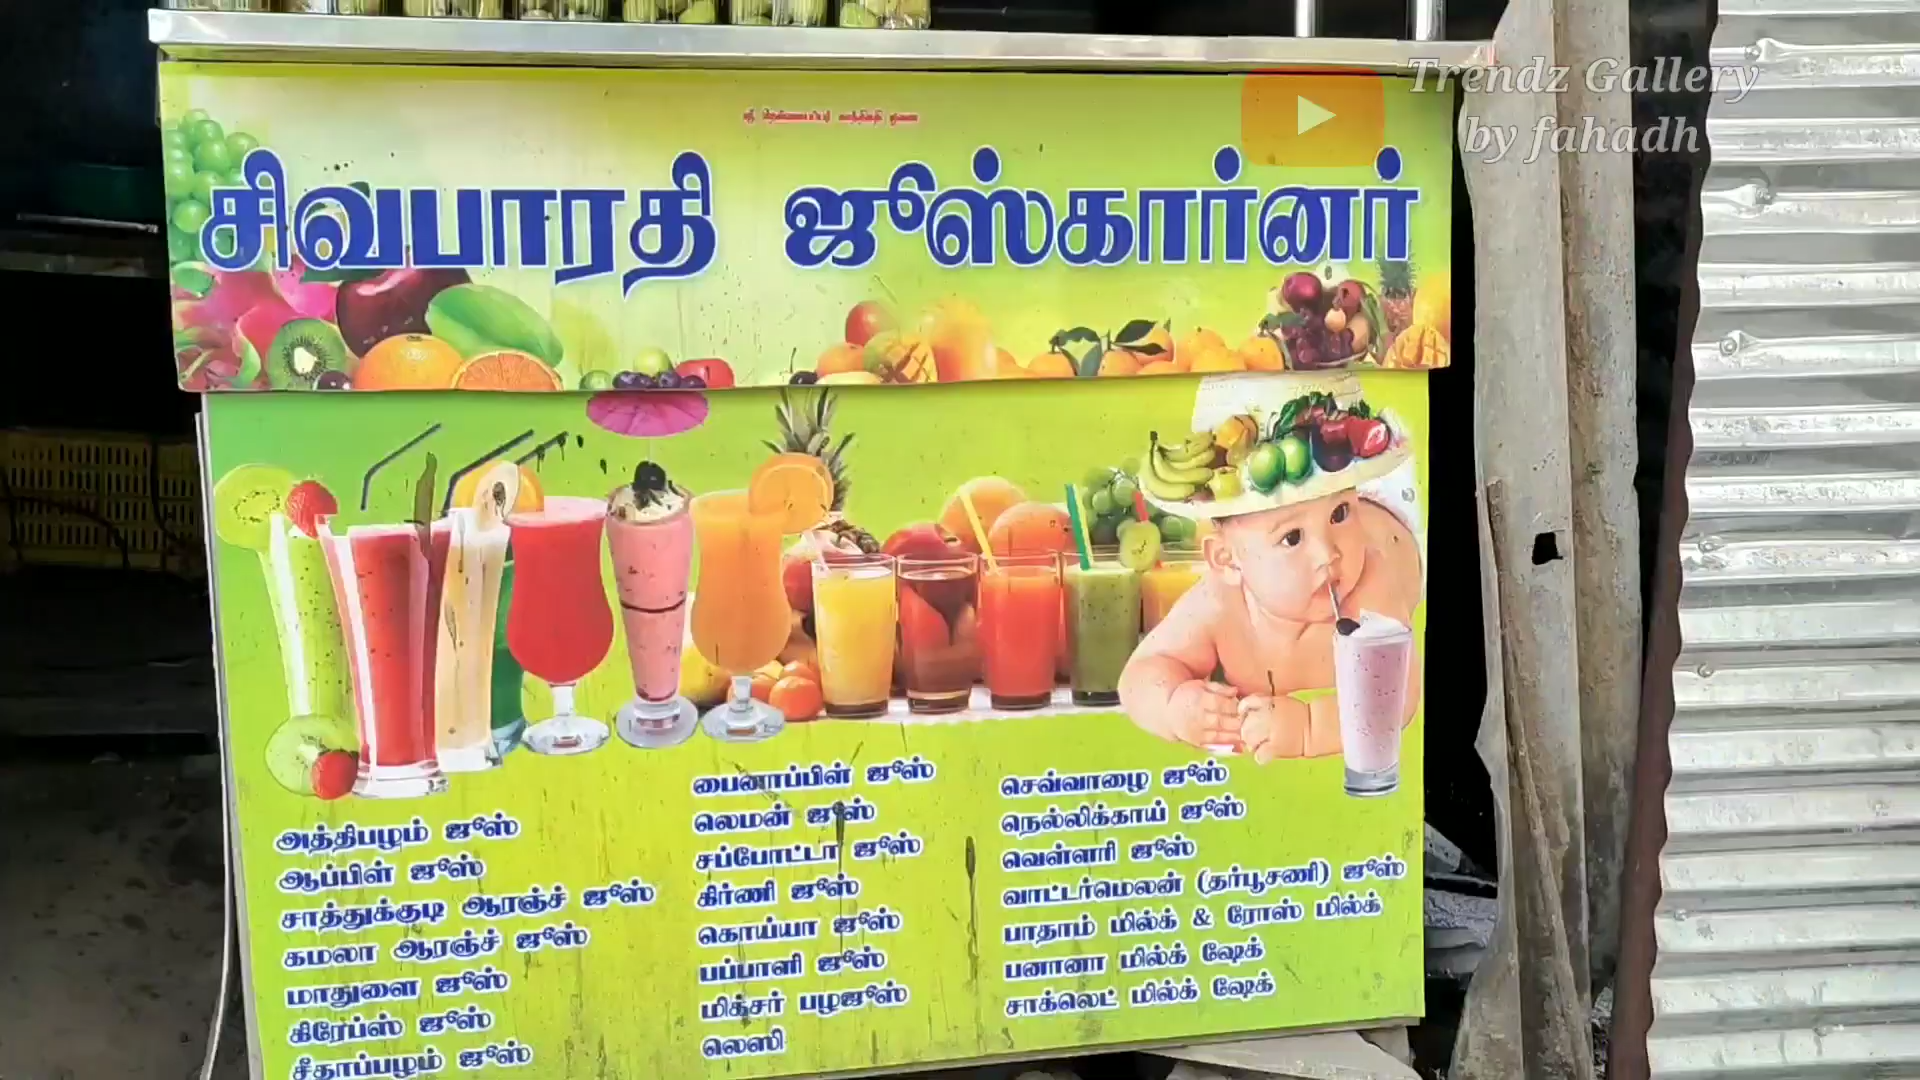 ஸ்ரீ
துணை
சிவபாரதி ஜூஸ்கார்னர்
Trendz Gallery
by fahadh
அத்திபழம் ஜூஸ்
ஆப்பிள் ஜூஸ்
சாத்துக்குடி ஆரஞ்ச் ஜூஸ்
கமலா ஆரஞ்ச் ஜூஸ்
மாதுளை ஜூஸ்
கிரேப்ஸ் ஜூஸ்
சீதாப்பழம் ஜூஸ்
பைனாப்பிள் ஜூஸ்
லெமன் ஜூஸ்
சப்போட்டா ஜூஸ்
கிர்ணி ஜூஸ்
கொய்யா ஜூஸ்
பப்பாளி ஜூஸ்
மிக்சர் பழஜூஸ்
லெஸி
செவ்வாழை ஜூஸ்
நெல்லிக்காய் ஜூஸ்
வெள்ளரி ஜூஸ்
வாட்டர்மெலன் (தர்பூசணி) ஜூஸ்
பாதாம் மில்க் & ரோஸ் மில்க்
பனானா மில்க் ஷேக்
சாக்லெட் மில்க் ஷேக்